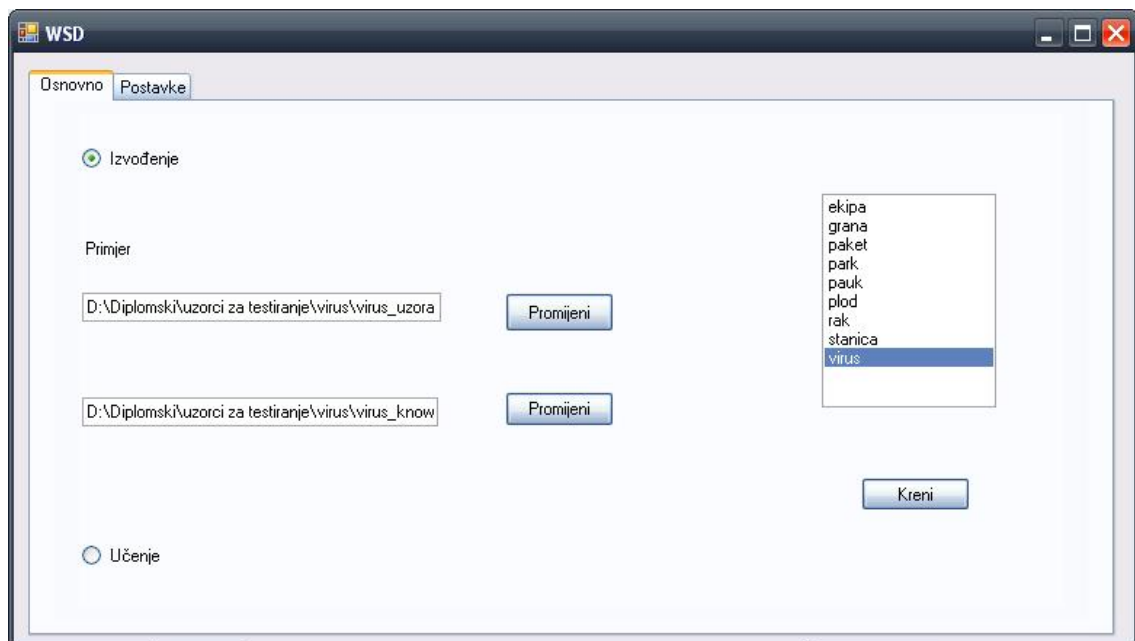 WSD
Osnovno Postavke
Izvođenje
Primjer
D:\Diplomski\uzorci za testiranje\virus\virus_uzora
Promijeni
D:\Diplomski\uzorci za testiranje\virus\virus_know
Promijeni
ekipa
grana
paket
park
pauk
plod
rak
stanica
virus
Kreni
Učenje